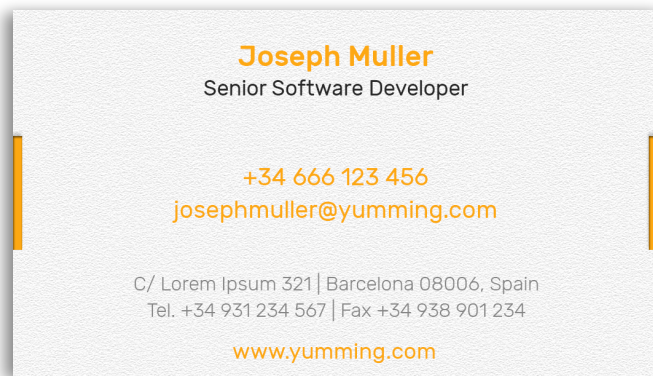 Joseph Muller
Senior Software Developer
+34 666 123 456
josephmuller@yumming.com
C/ Lorem Ipsum 321 | Barcelona 08006, Spain
Tel. +34 931 234 567 | Fax +34 938 901 234
www.yumming.com